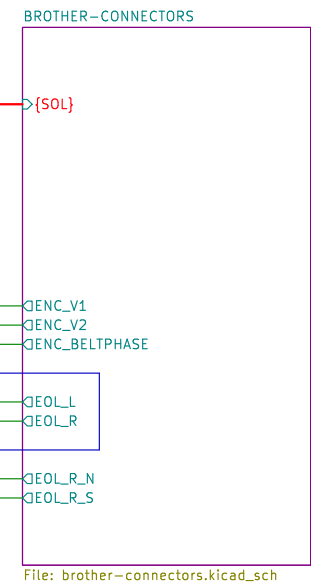 BROTHER-CONNECTORS
{SOL}
ENC_V1
ENC_V2
ENC_BELTPHASE
EOL_L
EOL_R
EOL_R_N
EOL_R_S
File: brother-connectors.kicad_sch